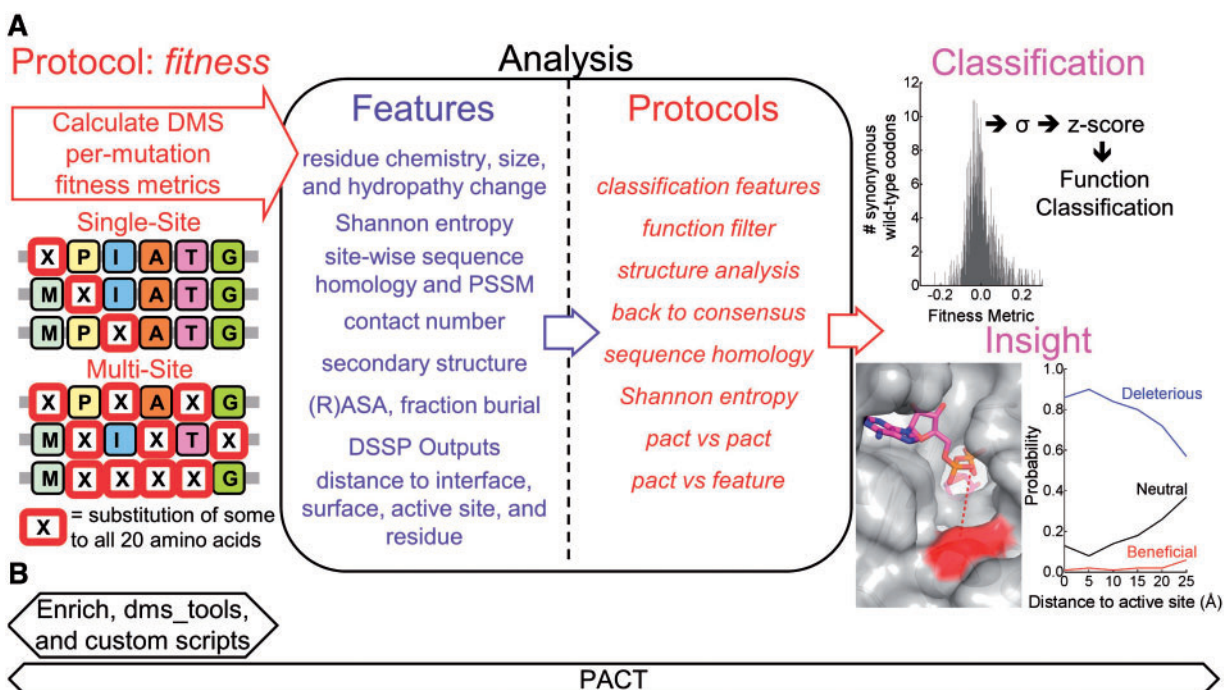 A
Protocol: fitness
Calculate DMS
per-mutation
fitness metrics
Single-Site
X P I A T G
M X I A T G
M P X A T G
Multi-Site
X P X A X G
M X I X T X
M X X X X G
X = substitution of some
to all 20 amino acids
Analysis
Features
residue chemistry, size,
and hydropathy change
Shannon entropy
site-wise sequence
homology and PSSM
contact number
secondary structure
(R)ASA, fraction burial
DSSP Outputs
distance to interface,
surface, active site, and
residue
Protocols
classification features
function filter
structure analysis
back to consensus
sequence homology
Shannon entropy
pact vs pact
pact vs feature
Classification
# synonymous
wild-type codons
12
10
8
6
4
2
0
-0.2 0.0 0.2
Fitness Metric
➔ σ ➔ z-score
Function
Classification
Insight
Probability
1.0
0.8
0.6
0.4
0.2
0.0
Deleterious
Neutral
Beneficial
0 5 10 15 20 25
Distance to active site (Å)
B
Enrich, dms_tools,
and custom scripts
PACT